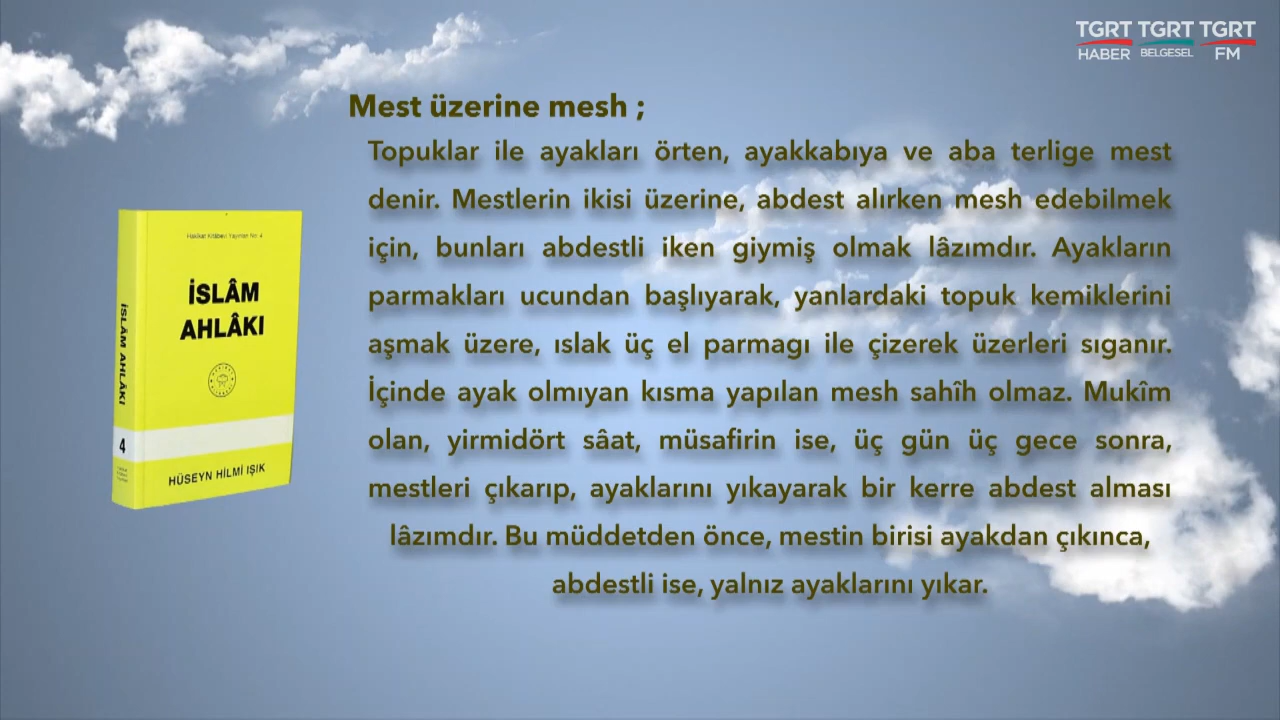 TGRT TGRT TGRT
HABER BELGESEL FM
Mest üzerine mesh ;
Topuklar ile ayakları örten, ayakkabıya ve aba terlige mest
denir. Mestlerin ikisi üzerine, abdest alırken mesh edebilmek
için, bunları abdestli iken giymiş olmak lâzımdır. Ayakların
parmakları ucundan başlıyarak, yanlardaki topuk kemiklerini
aşmak üzere, ıslak üç el parmagı ile çizerek üzerleri sıganır.
İçinde ayak olmıyan kısma yapılan mesh sahîh olmaz. Mukîm
olan, yirmidört sâat, müsafirin ise, üç gün üç gece sonra,
mestleri çıkarıp, ayaklarını yıkayarak bir kerre abdest alması
lâzımdır. Bu müddetden önce, mestin birisi ayakdan çıkınca,
abdestli ise, yalnız ayaklarını yıkar.
Hakîkat Kitâbevi Yayınları No: 4
İSLÂM
AHLÂKI
HÜSEYN HİLMİ IŞIK
İSLÂM AHLÂKI
4